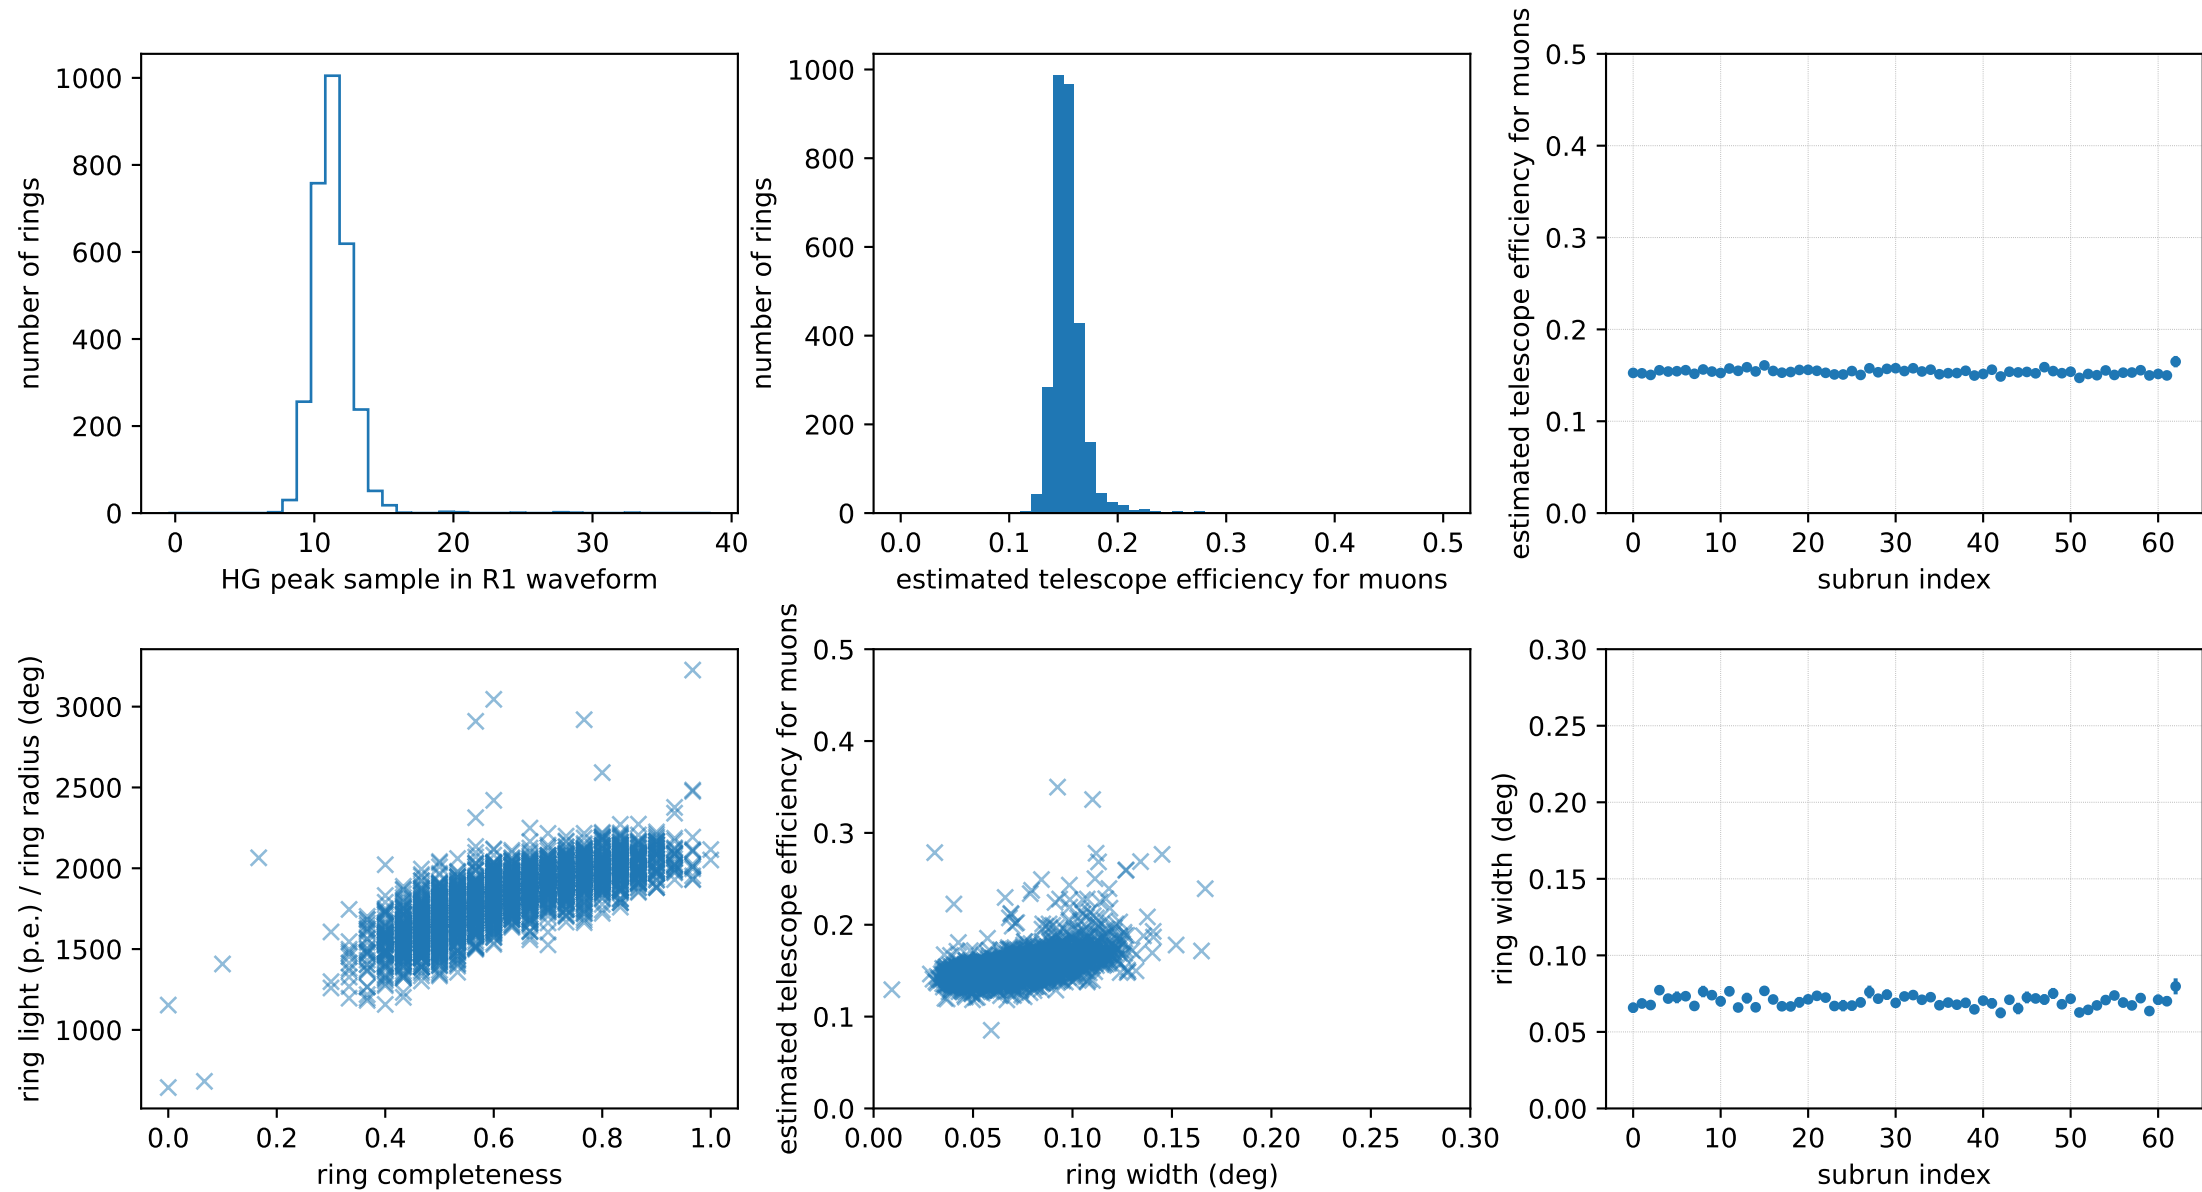 number of rings
1000
800
600
400
200
0
0 10 20 30 40
HG peak sample in R1 waveform
number of rings
1000
800
600
400
200
0
0.0 0.1 0.2 0.3 0.4 0.5
estimated telescope efficiency for muons
estimated telescope efficiency for muons
0.5
0.4
0.3
0.2
0.1
0.0
0 10 20 30 40 50 60
subrun index
ring light (p.e.) / ring radius (deg)
3000
2500
2000
1500
1000
0.0 0.2 0.4 0.6 0.8 1.0
ring completeness
estimated telescope efficiency for muons
0.5
0.4
0.3
0.2
0.1
0.0
0.00 0.05 0.10 0.15 0.20 0.25 0.30
ring width (deg)
ring width (deg)
0.30
0.25
0.20
0.15
0.10
0.05
0.00
0 10 20 30 40 50 60
subrun index